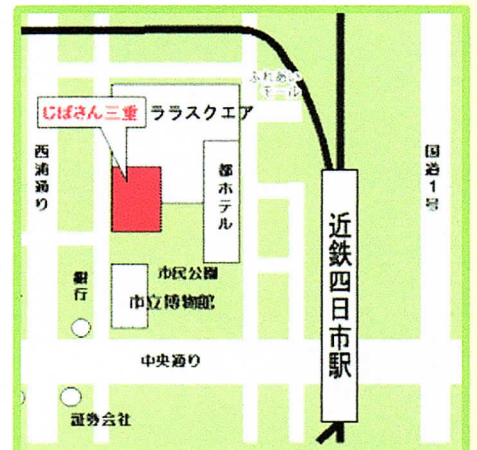 ふれあい
モール
じばさん三重
ララスクエア
西浦通り
都ホテル
国道1号
近鉄四日市駅
銀行
市民公園
市立博物館
中央通り
証券会社